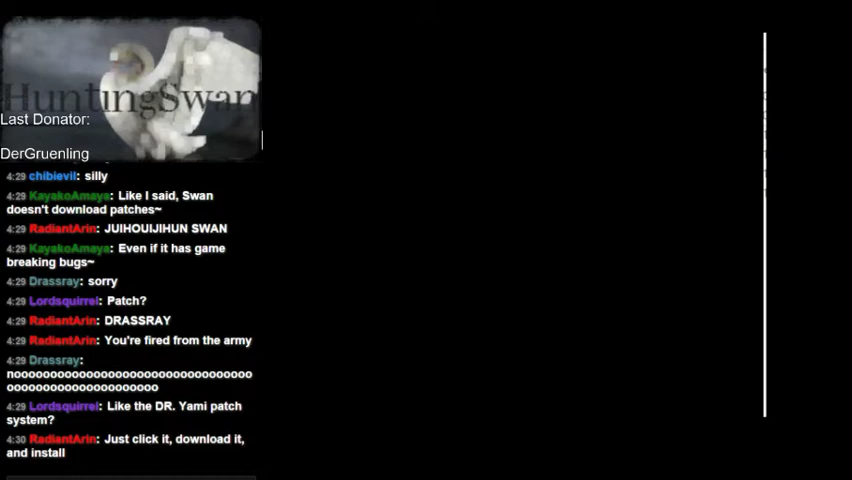 HuntingSwan
Last Donator:
DerGruenling
4:29 chibievil: silly
4:29 KayakoAmaya: Like I said, Swan
doesn't download patches~
4:29 RadiantArin: JUIHOUIJIHUN SWAN
4:29 KayakoAmaya: Even if it has game
breaking bugs~
4:29 Drassray: sorry
4:29 Lordsquirrel: Patch?
4:29 RadiantArin: DRASSRAY
4:29 RadiantArin: You're fired from the army
4:29 Drassray:
nooooooooooooooooooooooooooooooooo
ooooooooooooooooooooo
4:29 Lordsquirrel: Like the DR. Yami patch
system?
4:30 RadiantArin: Just click it, download it,
and install